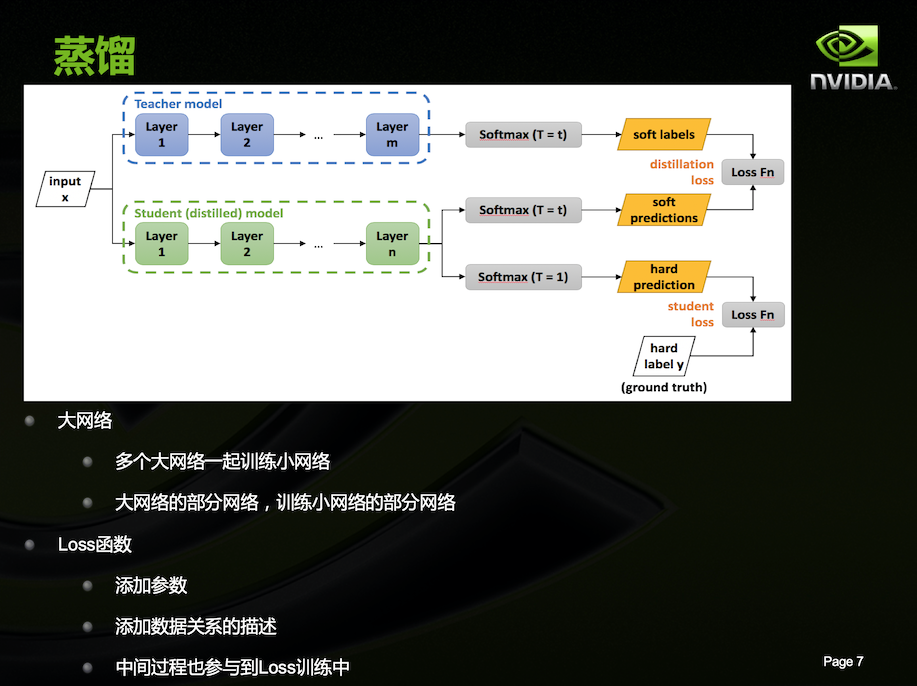 蒸馏
NVIDIA.
Teacher model
Layer
1
Layer
2
...
Layer
m
Softmax (T = t)
soft labels
distillation
loss
Loss Fn
input
x
Student (distilled) model
Layer
1
Layer
2
...
Layer
n
Softmax (T = t)
soft
predictions
Softmax (T = 1)
hard
prediction
student
loss
Loss Fn
hard
label y
(ground truth)
大网络
多个大网络一起训练小网络
大网络的部分网络，训练小网络的部分网络
Loss函数
添加参数
添加数据关系的描述
中间过程也参与到Loss训练中
Page 7